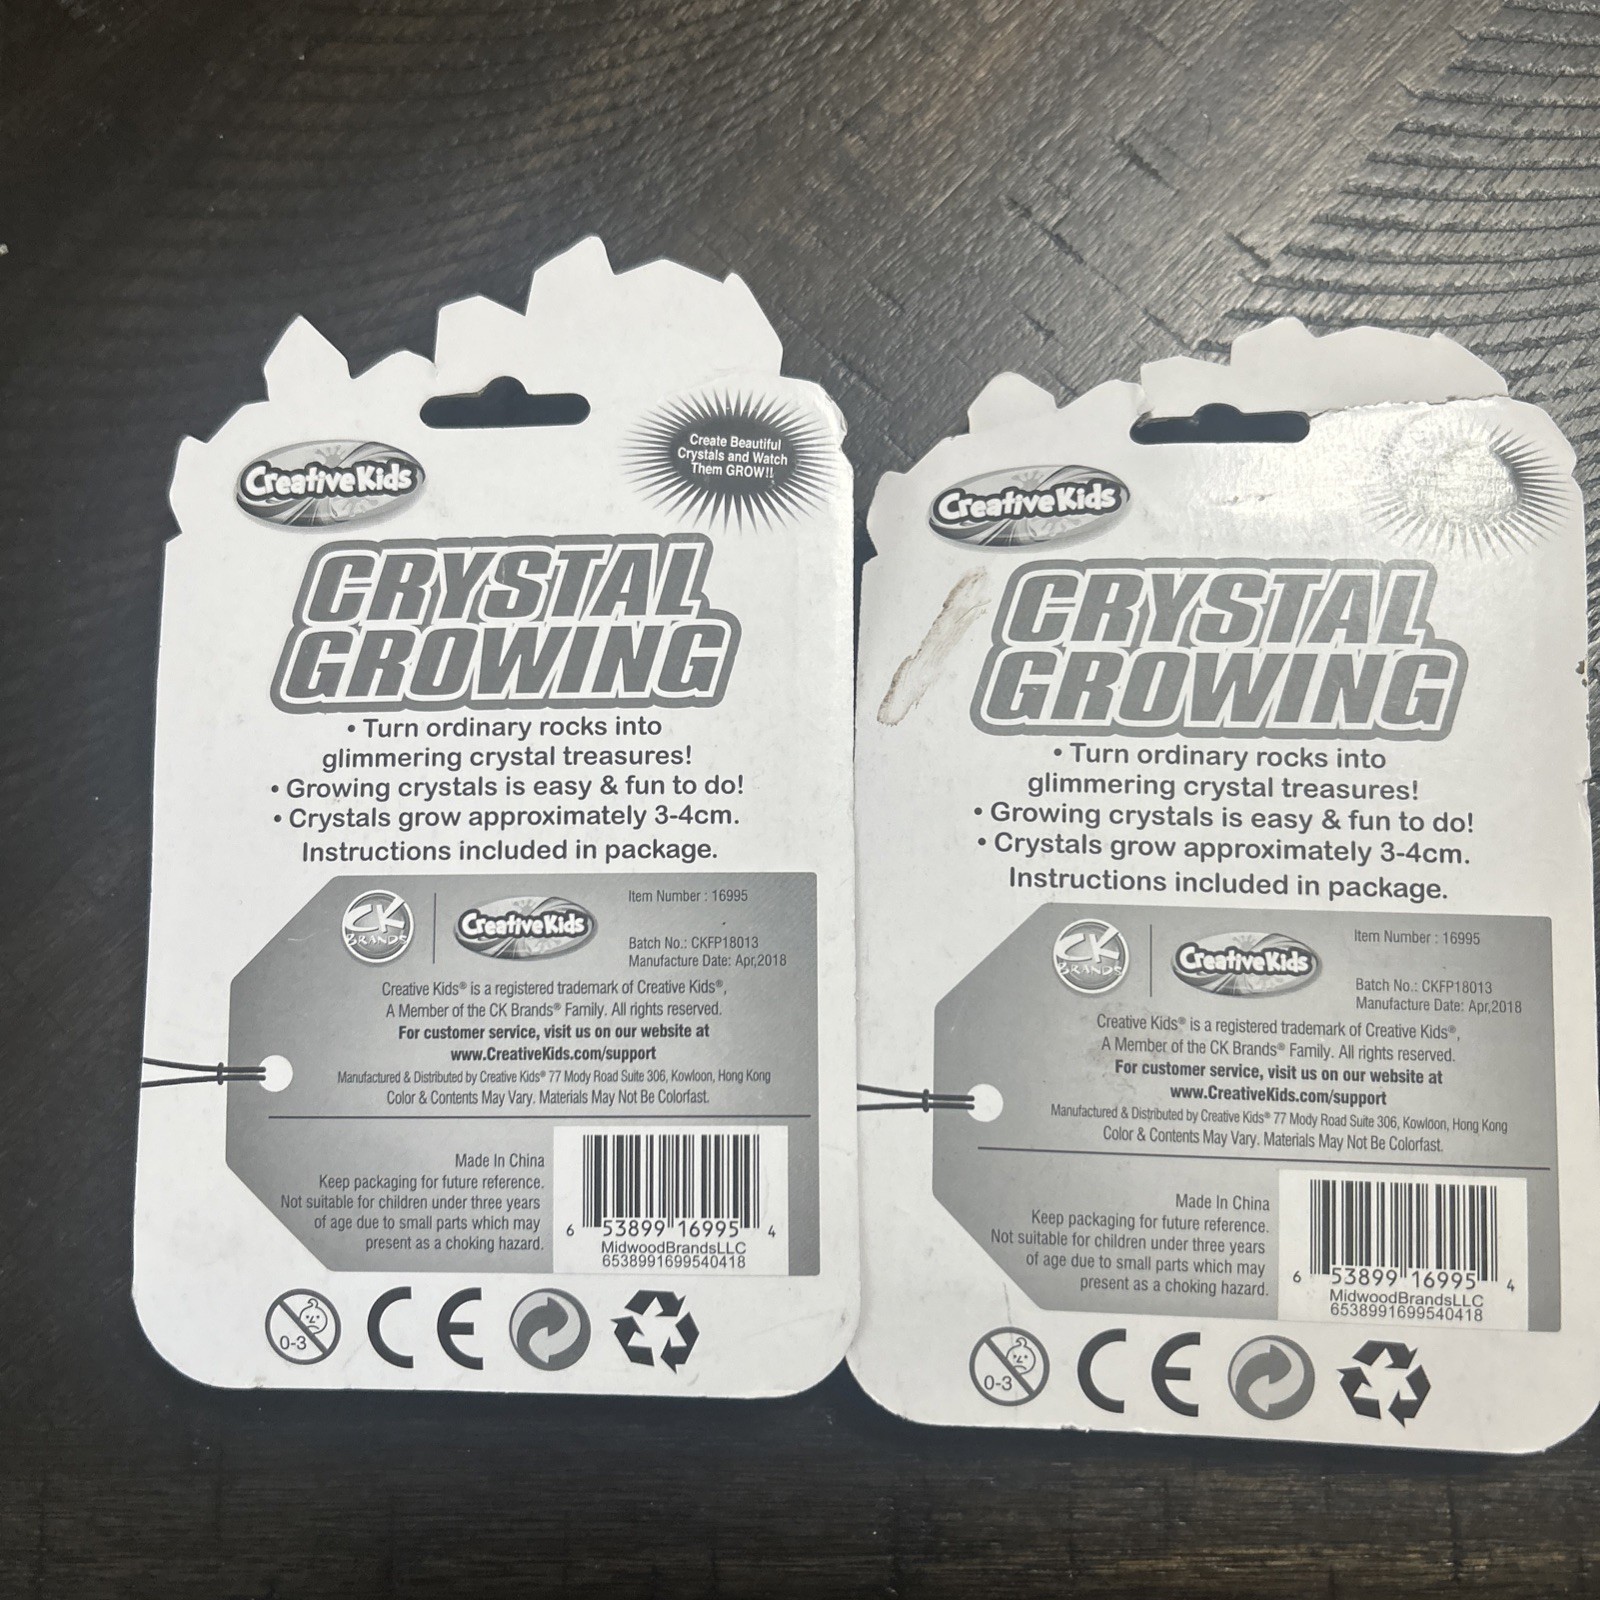 Creative Kids
Create Beautiful
Crystals and Watch
Them GROW!!
CRYSTAL
GROWING
• Turn ordinary rocks into
glimmering crystal treasures!
• Growing crystals is easy & fun to do!
• Crystals grow approximately 3-4cm.
Instructions included in package.
CK
BRANDS
Creative Kids
Item Number : 16995
Batch No.: CKFP18013
Manufacture Date: Apr,2018
Creative Kids® is a registered trademark of Creative Kids®,
A Member of the CK Brands® Family. All rights reserved.
For customer service, visit us on our website at
www.CreativeKids.com/support
Manufactured & Distributed by Creative Kids® 77 Mody Road Suite 306, Kowloon, Hong Kong
Color & Contents May Vary. Materials May Not Be Colorfast.
Made In China
Keep packaging for future reference.
Not suitable for children under three years
of age due to small parts which may
present as a choking hazard.
6 53899 16995 4
MidwoodBrandsLLC
6538991699540418
0-3
CE
Creative Kids
CRYSTAL
GROWING
• Turn ordinary rocks into
glimmering crystal treasures!
• Growing crystals is easy & fun to do!
• Crystals grow approximately 3-4cm.
Instructions included in package.
CK
BRANDS
Creative Kids
Item Number : 16995
Batch No.: CKFP18013
Manufacture Date: Apr,2018
Creative Kids® is a registered trademark of Creative Kids®,
A Member of the CK Brands® Family. All rights reserved.
For customer service, visit us on our website at
www.CreativeKids.com/support
Manufactured & Distributed by Creative Kids® 77 Mody Road Suite 306, Kowloon, Hong Kong
Color & Contents May Vary. Materials May Not Be Colorfast.
Made In China
Keep packaging for future reference.
Not suitable for children under three years
of age due to small parts which may
present as a choking hazard.
6 53899 16995 4
MidwoodBrandsLLC
6538991699540418
0-3
CE